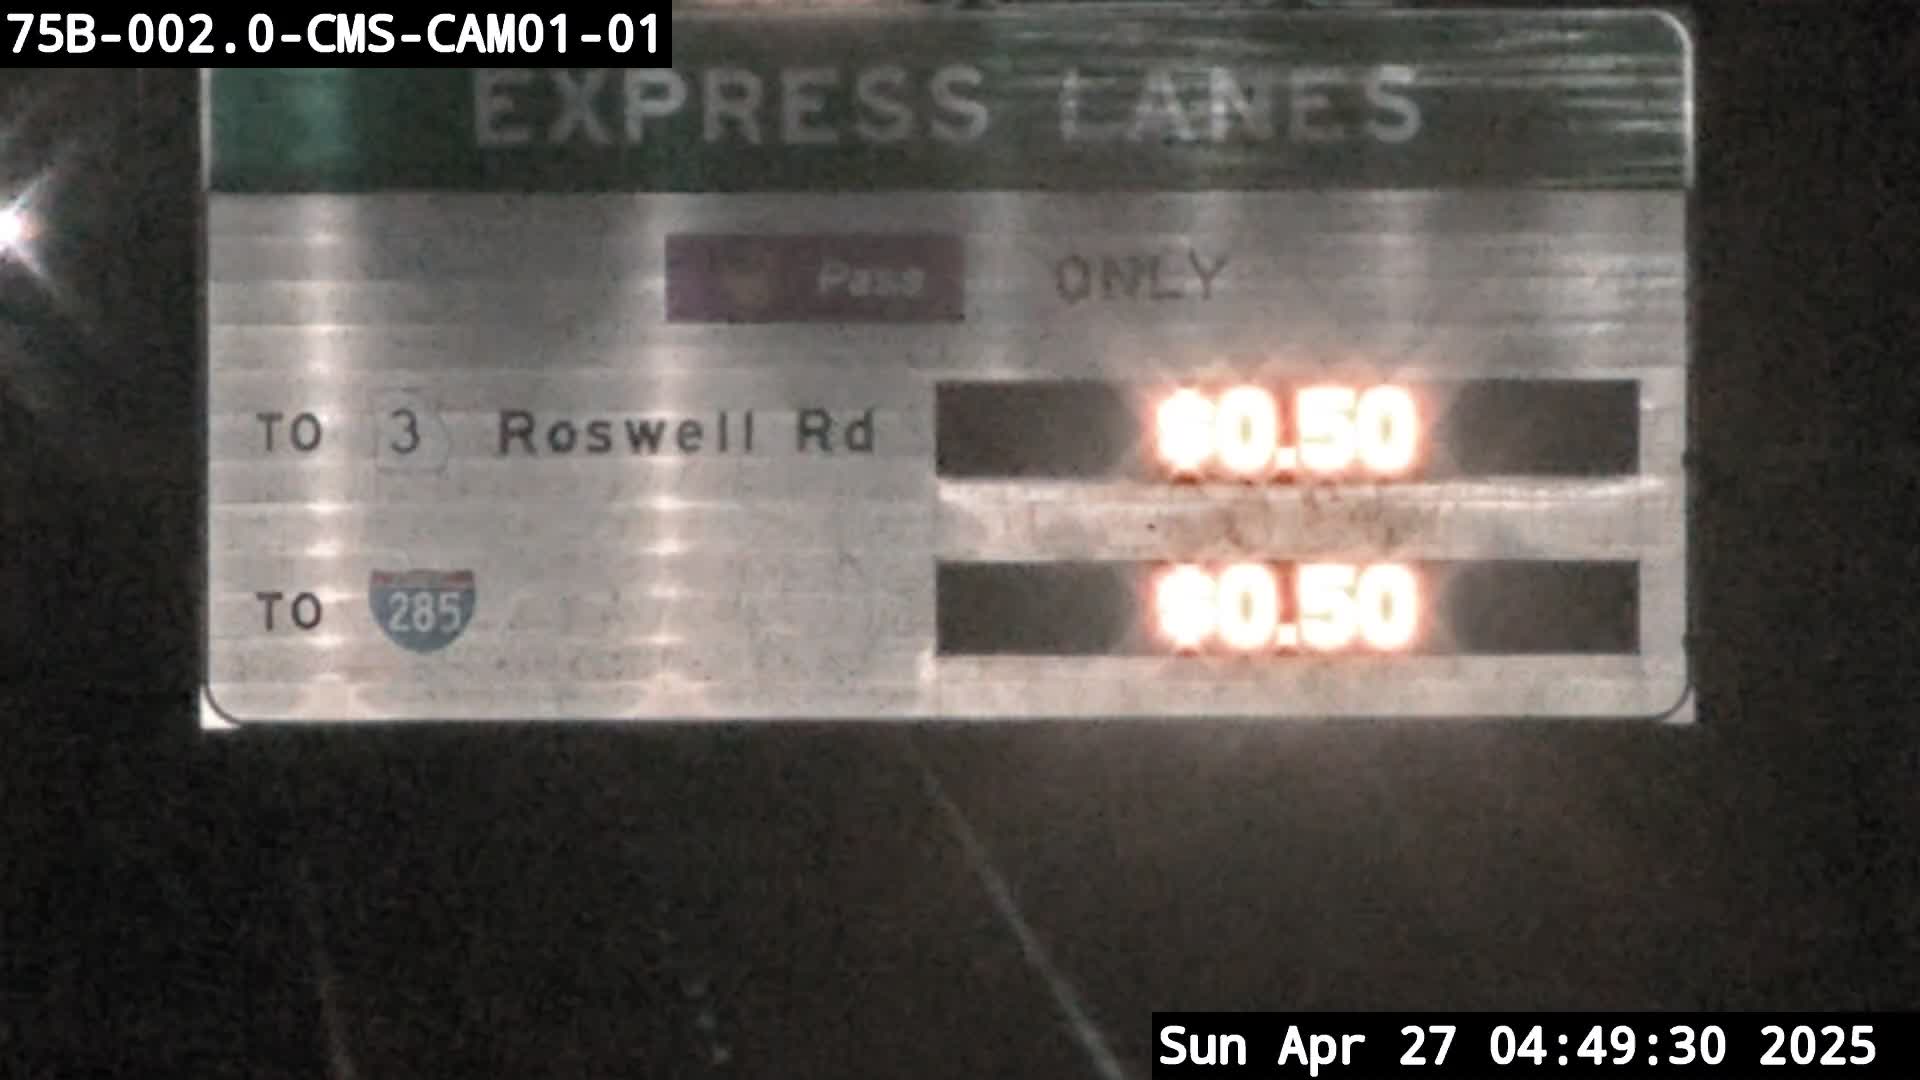 75B-002.0-CMS-CAM01-01
EXPRESS LANES
Pass ONLY
TO 3 Roswell Rd $0.50
TO 285 $0.50
Sun Apr 27 04:49:30 2025